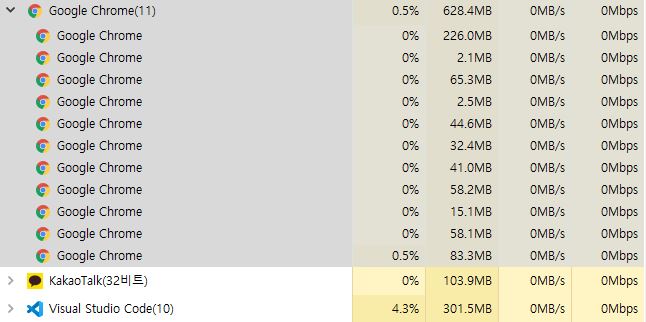 Google Chrome(11) 0.5% 628.4MB 0MB/s 0Mbps
Google Chrome 0% 226.0MB 0MB/s 0Mbps
Google Chrome 0% 2.1MB 0MB/s 0Mbps
Google Chrome 0% 65.3MB 0MB/s 0Mbps
Google Chrome 0% 2.5MB 0MB/s 0Mbps
Google Chrome 0% 44.6MB 0MB/s 0Mbps
Google Chrome 0% 32.4MB 0MB/s 0Mbps
Google Chrome 0% 41.0MB 0MB/s 0Mbps
Google Chrome 0% 58.2MB 0MB/s 0Mbps
Google Chrome 0% 15.1MB 0MB/s 0Mbps
Google Chrome 0% 58.1MB 0MB/s 0Mbps
Google Chrome 0.5% 83.3MB 0MB/s 0Mbps
KakaoTalk(32비트) 0% 103.9MB 0MB/s 0Mbps
Visual Studio Code(10) 4.3% 301.5MB 0MB/s 0Mbps